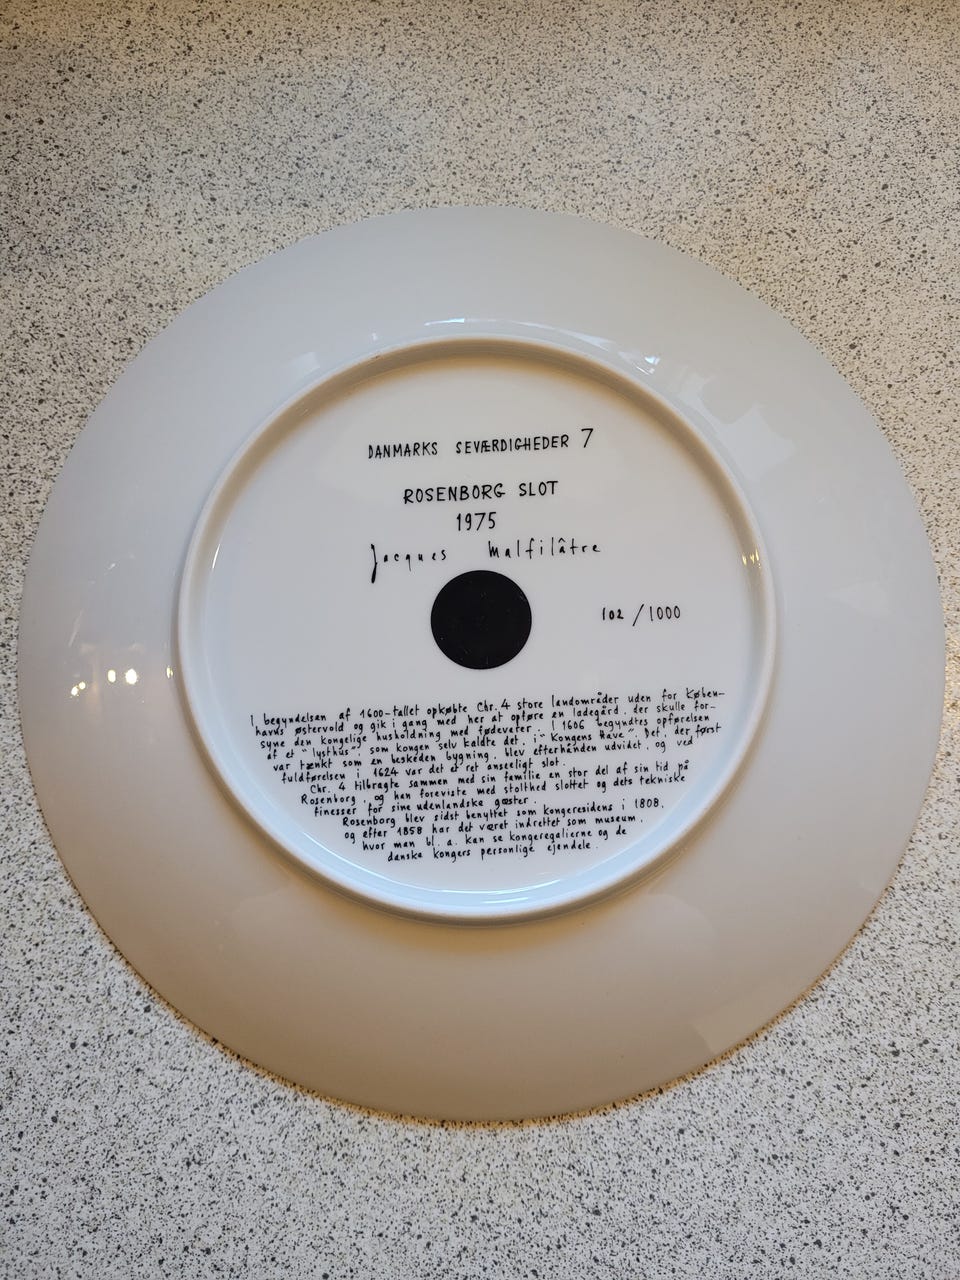 DANMARKS SEVÆRDIGHEDER 7
ROSENBORG SLOT
1975
Jacques Malfilâtre
102/1000
I begyndelsen af 1600-tallet opkøbte Chr. 4 store landområder uden for Køben-
havns østervold og gik i gang med her at opføre en ladegård, der skulle for-
syne den kongelige husholdning med fødevarer. I 1606 begyndtes opførelsen
af et "lysthus", som kongen selv kaldte det, i "Kongens Have". Det, der først
var tænkt som en beskeden bygning, blev efterhånden udvidet, og ved
fuldførelsen i 1624 var det et ret anseeligt slot.
Chr. 4 tilbragte sammen med sin familie en stor del af sin tid på
Rosenborg, og han foreviste med stolthed slottet og dets tekniske
finesser for sine udenlandske gæster.
Rosenborg blev sidst benyttet som kongeresidens i 1808,
og efter 1858 har det været indrettet som museum,
hvor man bl. a. kan se kongeregalierne og de
danske kongers personlige ejendele.